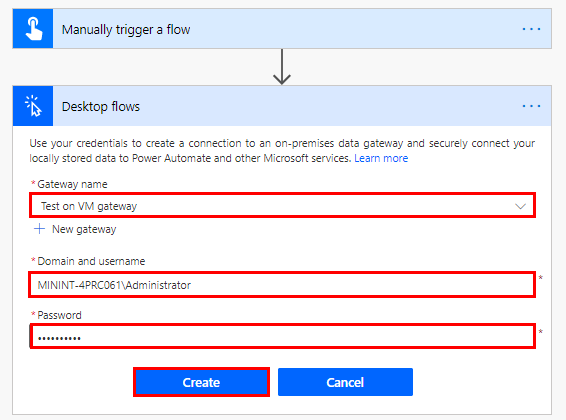 Manually trigger a flow
Desktop flows
Use your credentials to create a connection to an on-premises data gateway and securely connect your
locally stored data to Power Automate and other Microsoft services. Learn more
* Gateway name
Test on VM gateway
+ New gateway
* Domain and username
MININT-4PRC061\Administrator
*
* Password
••••••••••
*
Create
Cancel